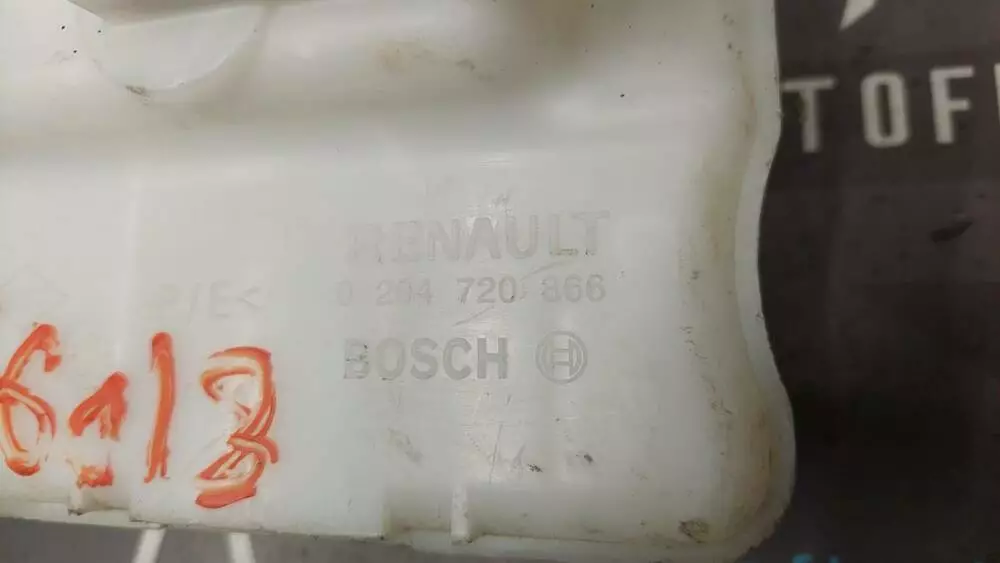 TOF
RENAULT
0 204 720 866
P/E<
BOSCH
6213